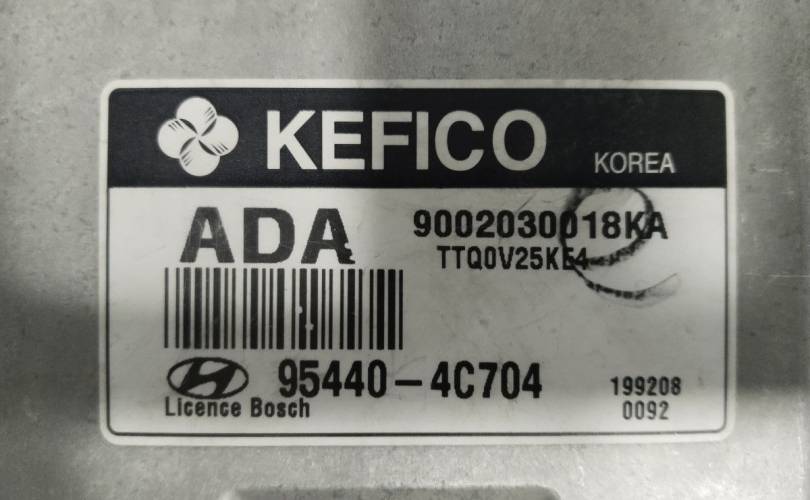 KEFICO KOREA
ADA 9002030018KA
TTQ0V25KE4
95440-4C704 199208
Licence Bosch 0092